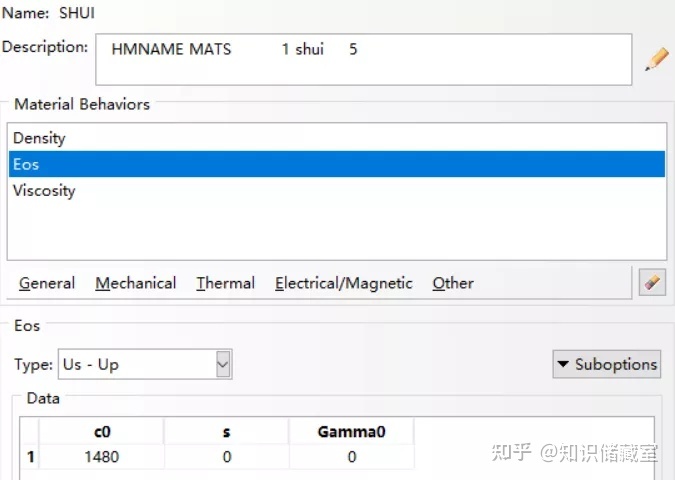 Name: SHUI
Description: HMNAME MATS 1 shui 5
Material Behaviors
Density
Eos
Viscosity
General Mechanical Thermal Electrical/Magnetic Other
Eos
Type: Us - Up Suboptions
Data
c0 s Gamma0
1 1480 0 0
知乎 @知识储藏室